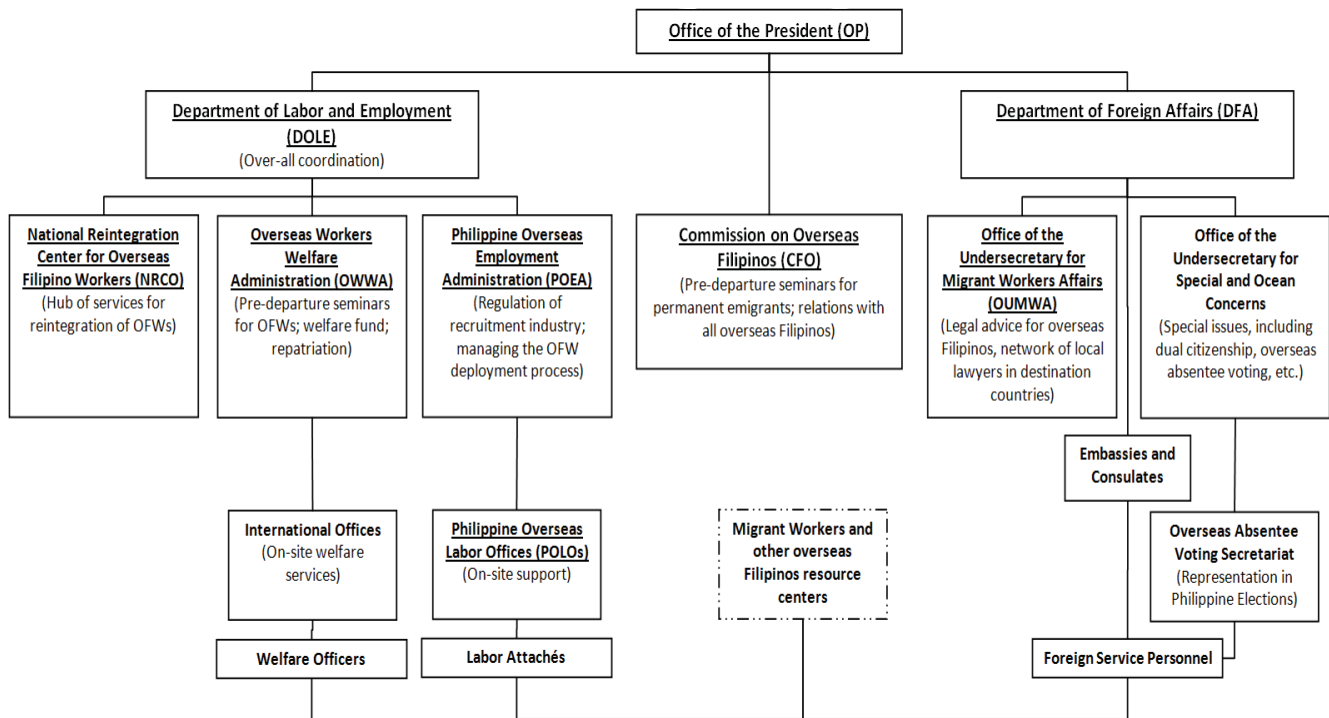 Office of the President (OP)
Department of Labor and Employment
(DOLE)
(Over-all coordination)
Department of Foreign Affairs (DFA)
National Reintegration
Center for Overseas
Filipino Workers (NRCO)
(Hub of services for
reintegration of OFWs)
Overseas Workers
Welfare
Administration (OWWA)
(Pre-departure seminars
for OFWs; welfare fund;
repatriation)
Philippine Overseas
Employment
Administration (POEA)
(Regulation of
recruitment industry;
managing the OFW
deployment process)
Commission on Overseas
Filipinos (CFO)
(Pre-departure seminars for
permanent emigrants; relations with
all overseas Filipinos)
Office of the
Undersecretary for
Migrant Workers Affairs
(OUMWA)
(Legal advice for overseas
Filipinos, network of local
lawyers in destination
countries)
Office of the
Undersecretary for
Special and Ocean
Concerns
(Special issues, including
dual citizenship, overseas
absentee voting, etc.)
Embassies and
Consulates
International Offices
(On-site welfare
services)
Philippine Overseas
Labor Offices (POLOs)
(On-site support)
Migrant Workers and
other overseas
Filipinos resource
centers
Overseas Absentee
Voting Secretariat
(Representation in
Philippine Elections)
Welfare Officers
Labor Attachés
Foreign Service Personnel